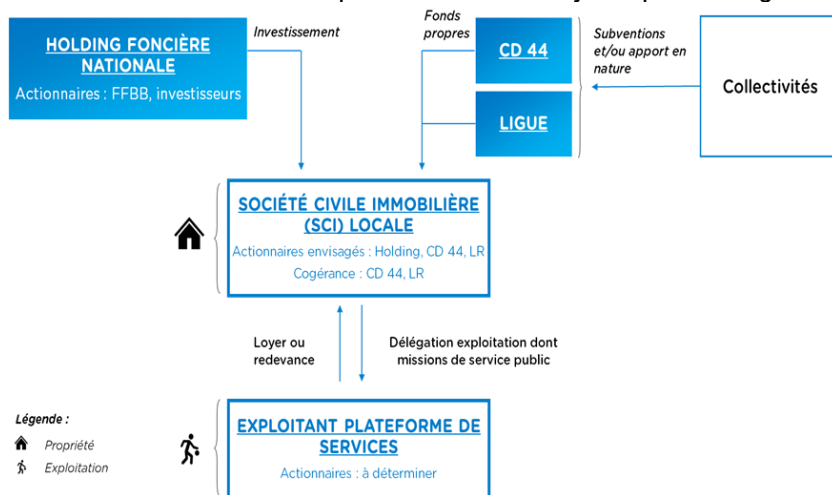 HOLDING FONCIÈRE
NATIONALE
Actionnaires : FFBB, investisseurs
Investissement
Fonds
propres
CD 44
LIGUE
Subventions
et/ou apport en
nature
Collectivités
SOCIÉTÉ CIVILE IMMOBILIÈRE
(SCI) LOCALE
Actionnaires envisagés : Holding, CD 44, LR
Cogérance : CD 44, LR
Loyer ou
redevance
Délégation exploitation dont
missions de service public
EXPLOITANT PLATEFORME DE
SERVICES
Actionnaires : à déterminer
Légende :
Propriété
Exploitation